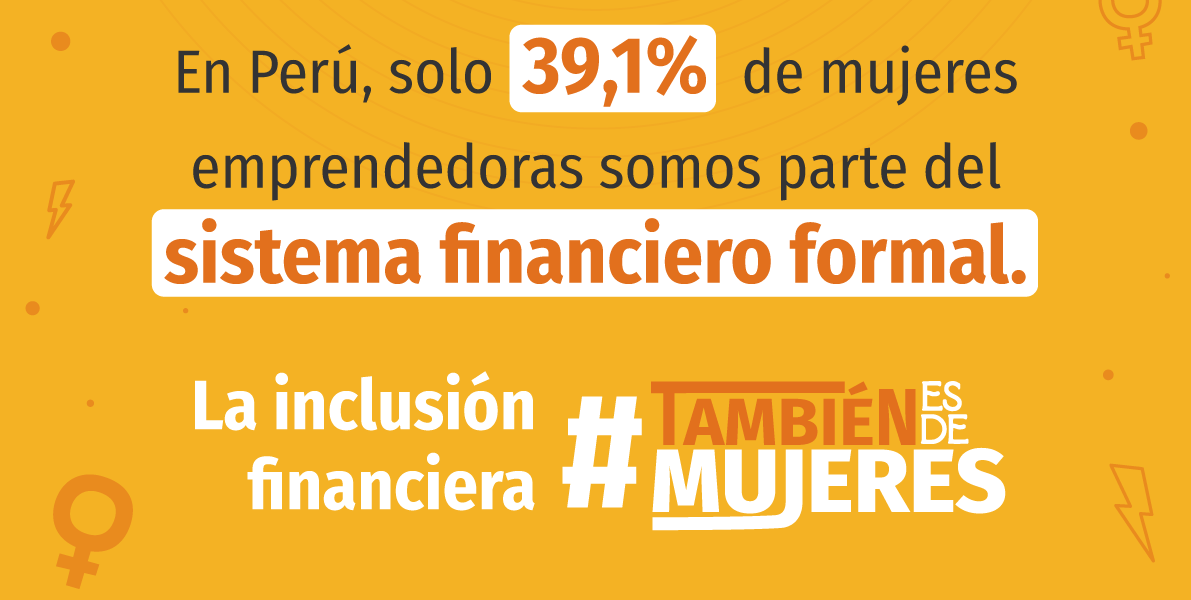 En Perú, solo 39,1% de mujeres
emprendedoras somos parte del
sistema financiero formal.
La inclusión
financiera
#TAMBIÉN ES DE
MUJERES